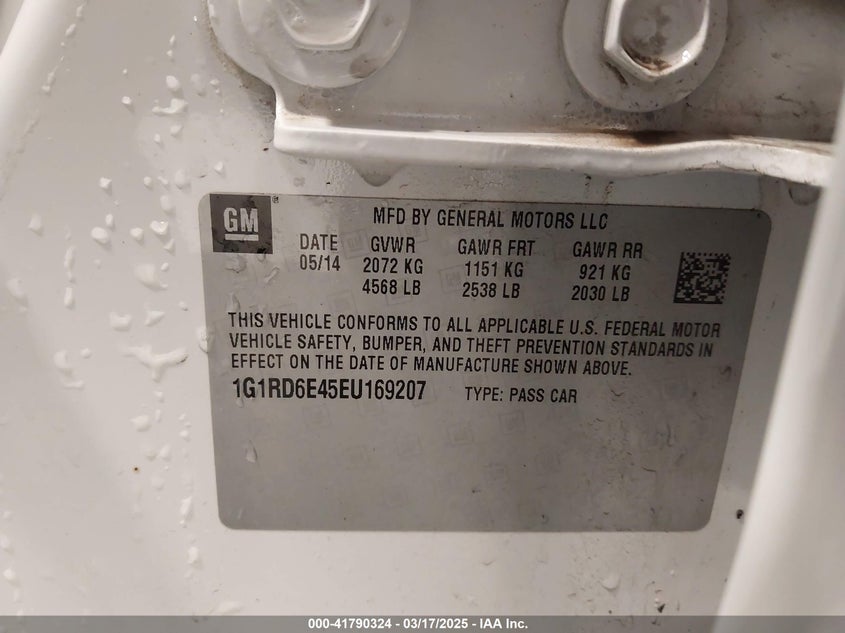 GM
MFD BY GENERAL MOTORS LLC
DATE GVWR GAWR FRT GAWR RR
05/14 2072 KG 1151 KG 921 KG
4568 LB 2538 LB 2030 LB
THIS VEHICLE CONFORMS TO ALL APPLICABLE U.S. FEDERAL MOTOR
VEHICLE SAFETY, BUMPER, AND THEFT PREVENTION STANDARDS IN
EFFECT ON THE DATE OF MANUFACTURE SHOWN ABOVE.
1G1RD6E45EU169207 TYPE: PASS CAR
000-41790324 - 03/17/2025 - IAA Inc.